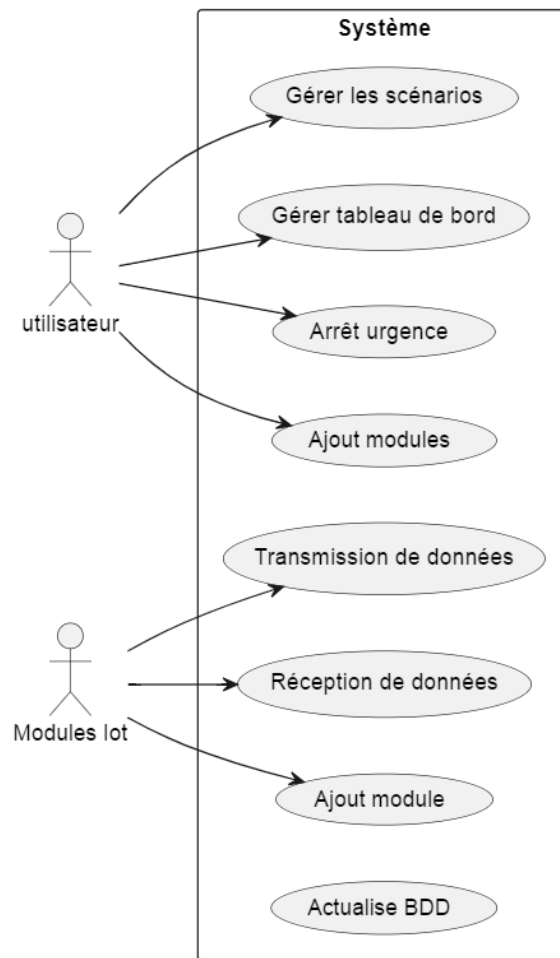 Système
Gérer les scénarios
Gérer tableau de bord
utilisateur
Arrêt urgence
Ajout modules
Transmission de données
Réception de données
Modules Iot
Ajout module
Actualise BDD